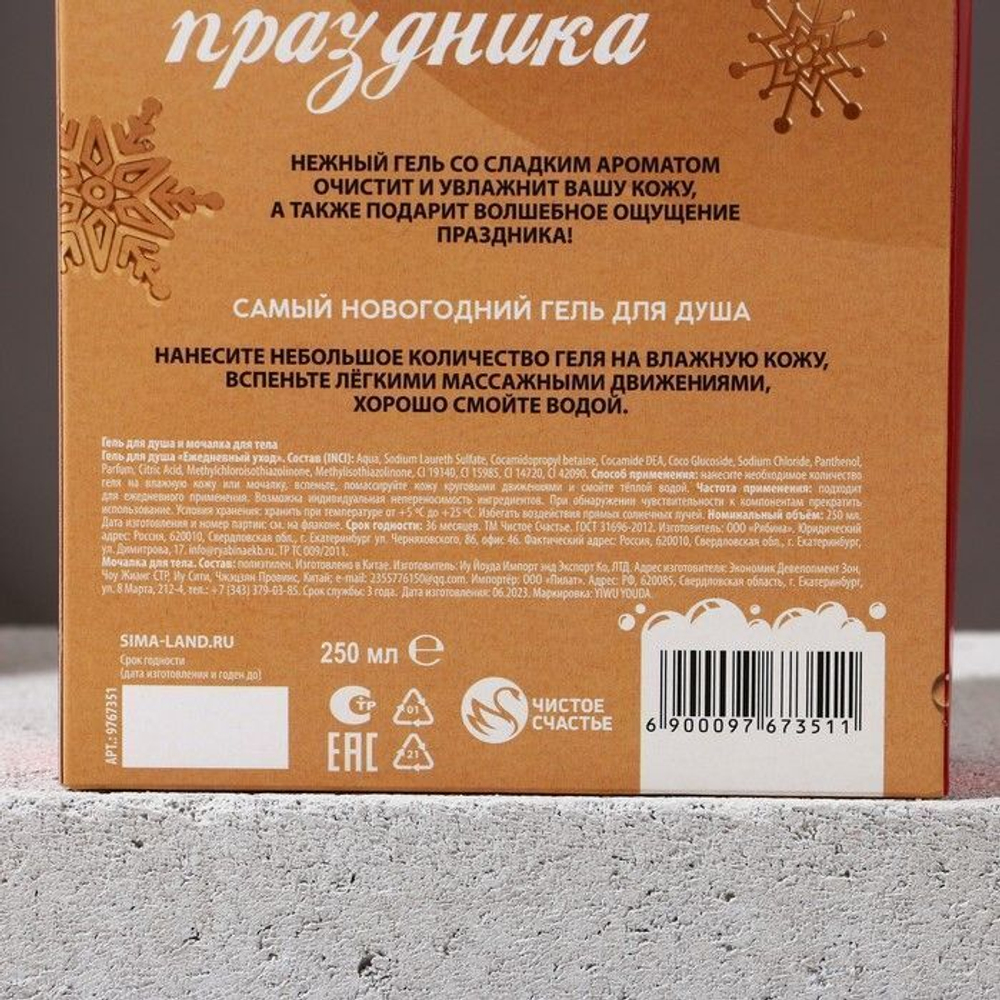 праздника
НЕЖНЫЙ ГЕЛЬ СО СЛАДКИМ АРОМАТОМ
ОЧИСТИТ И УВЛАЖНИТ ВАШУ КОЖУ,
А ТАКЖЕ ПОДАРИТ ВОЛШЕБНОЕ ОЩУЩЕНИЕ
ПРАЗДНИКА!
САМЫЙ НОВОГОДНИЙ ГЕЛЬ ДЛЯ ДУША
НАНЕСИТЕ НЕБОЛЬШОЕ КОЛИЧЕСТВО ГЕЛЯ НА ВЛАЖНУЮ КОЖУ,
ВСПЕНЬТЕ ЛЁГКИМИ МАССАЖНЫМИ ДВИЖЕНИЯМИ,
ХОРОШО СМОЙТЕ ВОДОЙ.
Гель для душа и мочалка для тела
Гель для душа «Ежедневный уход». Состав (INCI): Aqua, Sodium Laureth Sulfate, Cocamidopropyl betaine, Cocamide DEA, Coco Glucoside, Sodium Chloride, Panthenol,
Parfum, Citric Acid, Methylchloroisothiazolinone, Methylisothiazolinone, CI 19140, CI 15985, CI 14720, CI 42090. Способ применения: нанесите необходимое количество
геля на влажную кожу или мочалку, вспеньте, помассируйте кожу круговыми движениями и смойте тёплой водой. Частота применения: подходит
для ежедневного применения. Возможна индивидуальная непереносимость ингредиентов. При обнаружении чувствительности к компонентам прекратить
использование. Условия хранения: хранить при температуре от +5 °С до +25 °С. Избегать воздействия прямых солнечных лучей. Номинальный объём: 250 мл.
Дата изготовления и номер партии: см. на флаконе. Срок годности: 36 месяцев. ТМ Чистое Счастье. ГОСТ 31696-2012. Изготовитель: ООО «Рябина». Юридический
адрес: Россия, 620010, Свердловская обл., г. Екатеринбург ул. Черняховского, 86, офис 46. Фактический адрес: Россия, 620010, Свердловская обл., г. Екатеринбург,
ул. Димитрова, 17. info@ryabinaekb.ru. ТР ТС 009/2011.
Мочалка для тела. Состав: полиэтилен. Изготовлено в Китае. Изготовитель: Иу Йоуда Импорт энд Экспорт Ко, ЛТД. Адрес изготовителя: Экономик Девелопмент Зон,
Чоу Жианг СТР, Иу Сити, Чжэцзян Провинс, Китай; e-mail: 2355776150@qq.com. Импортёр: ООО «Пилат». Адрес: РФ, 620085, Свердловская область, г. Екатеринбург,
ул. 8 Марта, 212-4, тел.: +7 (343) 379-03-85. Срок службы: 3 года. Дата изготовления: 06.2023. Маркировка: YIWU YOUDA.
SIMA-LAND.RU
Срок годности
(дата изготовления и годен до)
АРТ.: 9767351
250 мл e
СТР
01
EAC
21
ЧИСТОЕ
СЧАСТЬЕ
6 900097 673511